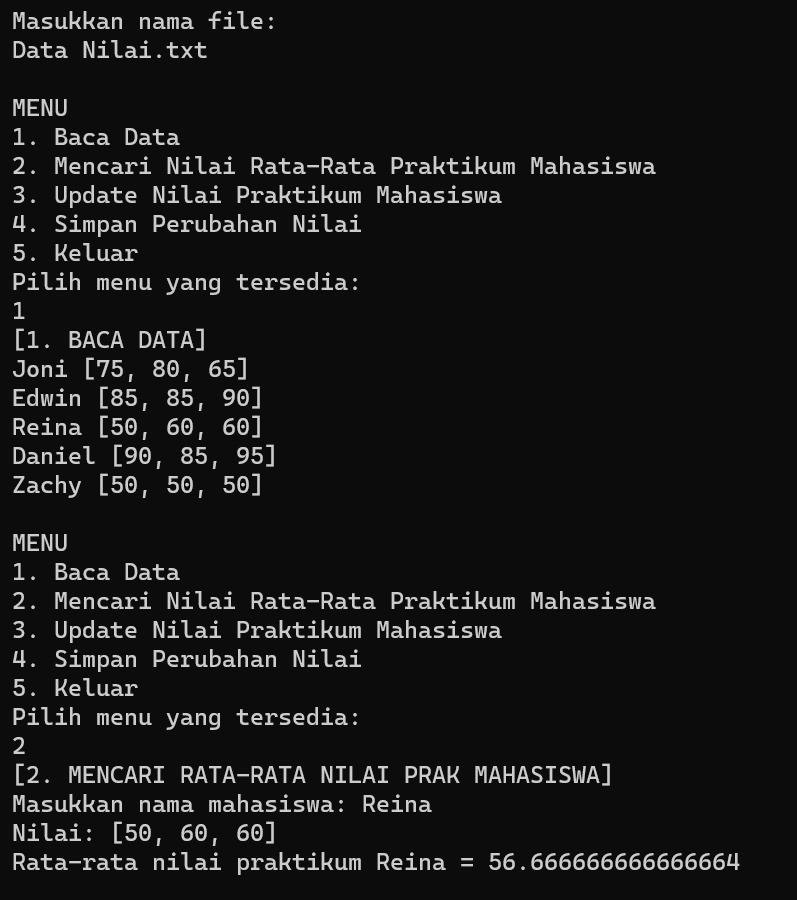 Masukkan nama file:
Data Nilai.txt
MENU
1. Baca Data
2. Mencari Nilai Rata-Rata Praktikum Mahasiswa
3. Update Nilai Praktikum Mahasiswa
4. Simpan Perubahan Nilai
5. Keluar
Pilih menu yang tersedia:
1
[1. BACA DATA]
Joni [75, 80, 65]
Edwin [85, 85, 90]
Reina [50, 60, 60]
Daniel [90, 85, 95]
Zachy [50, 50, 50]
MENU
1. Baca Data
2. Mencari Nilai Rata-Rata Praktikum Mahasiswa
3. Update Nilai Praktikum Mahasiswa
4. Simpan Perubahan Nilai
5. Keluar
Pilih menu yang tersedia:
2
[2. MENCARI RATA-RATA NILAI PRAK MAHASISWA]
Masukkan nama mahasiswa: Reina
Nilai: [50, 60, 60]
Rata-rata nilai praktikum Reina = 56.666666666666664